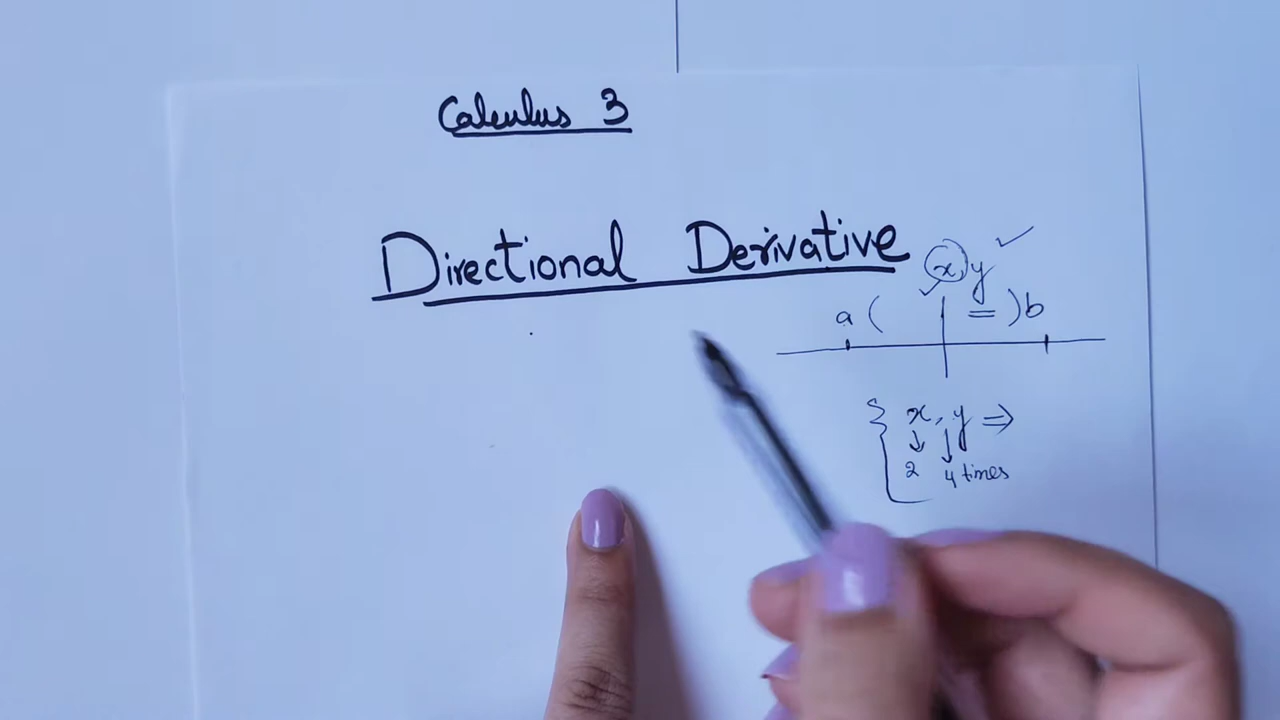 Calculus 3
Directional Derivative
x, y ✓
✓
a ( = ) b
{ x, y ⇒
↓ ↓
2 4 times